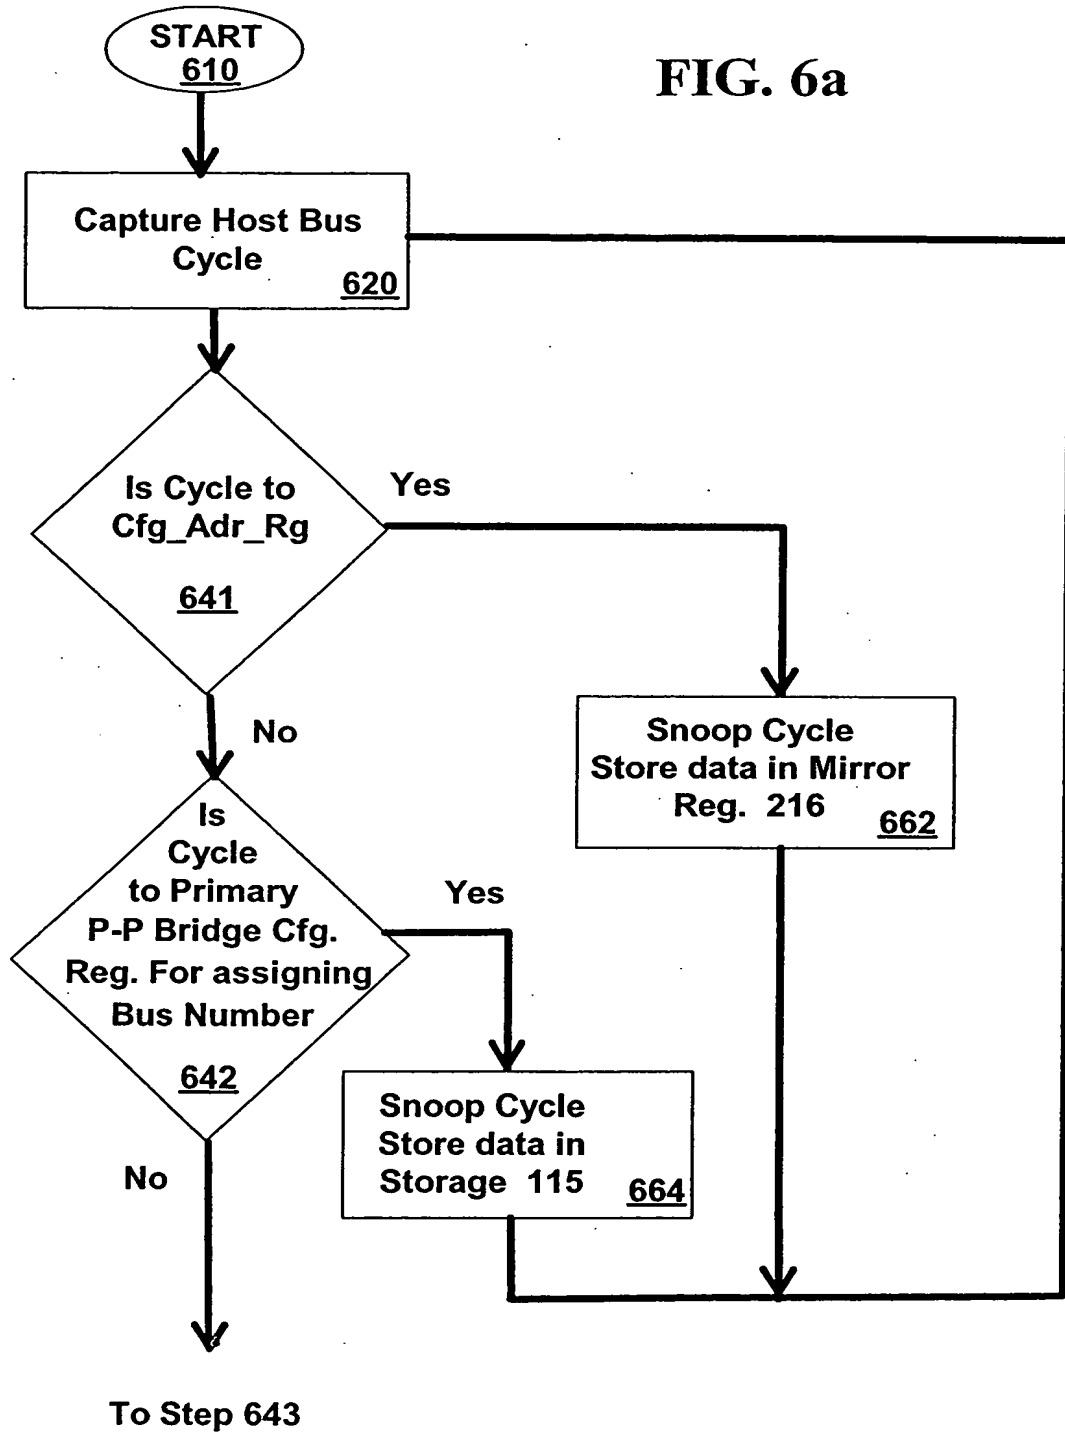 START
610
FIG. 6a
Capture Host Bus
Cycle
620
Is Cycle to
Cfg_Adr_Rg
641
Yes
No
Snoop Cycle
Store data in Mirror
Reg. 216
662
Is
Cycle
to Primary
P-P Bridge Cfg.
Reg. For assigning
Bus Number
642
Yes
No
Snoop Cycle
Store data in
Storage 115
664
To Step 643